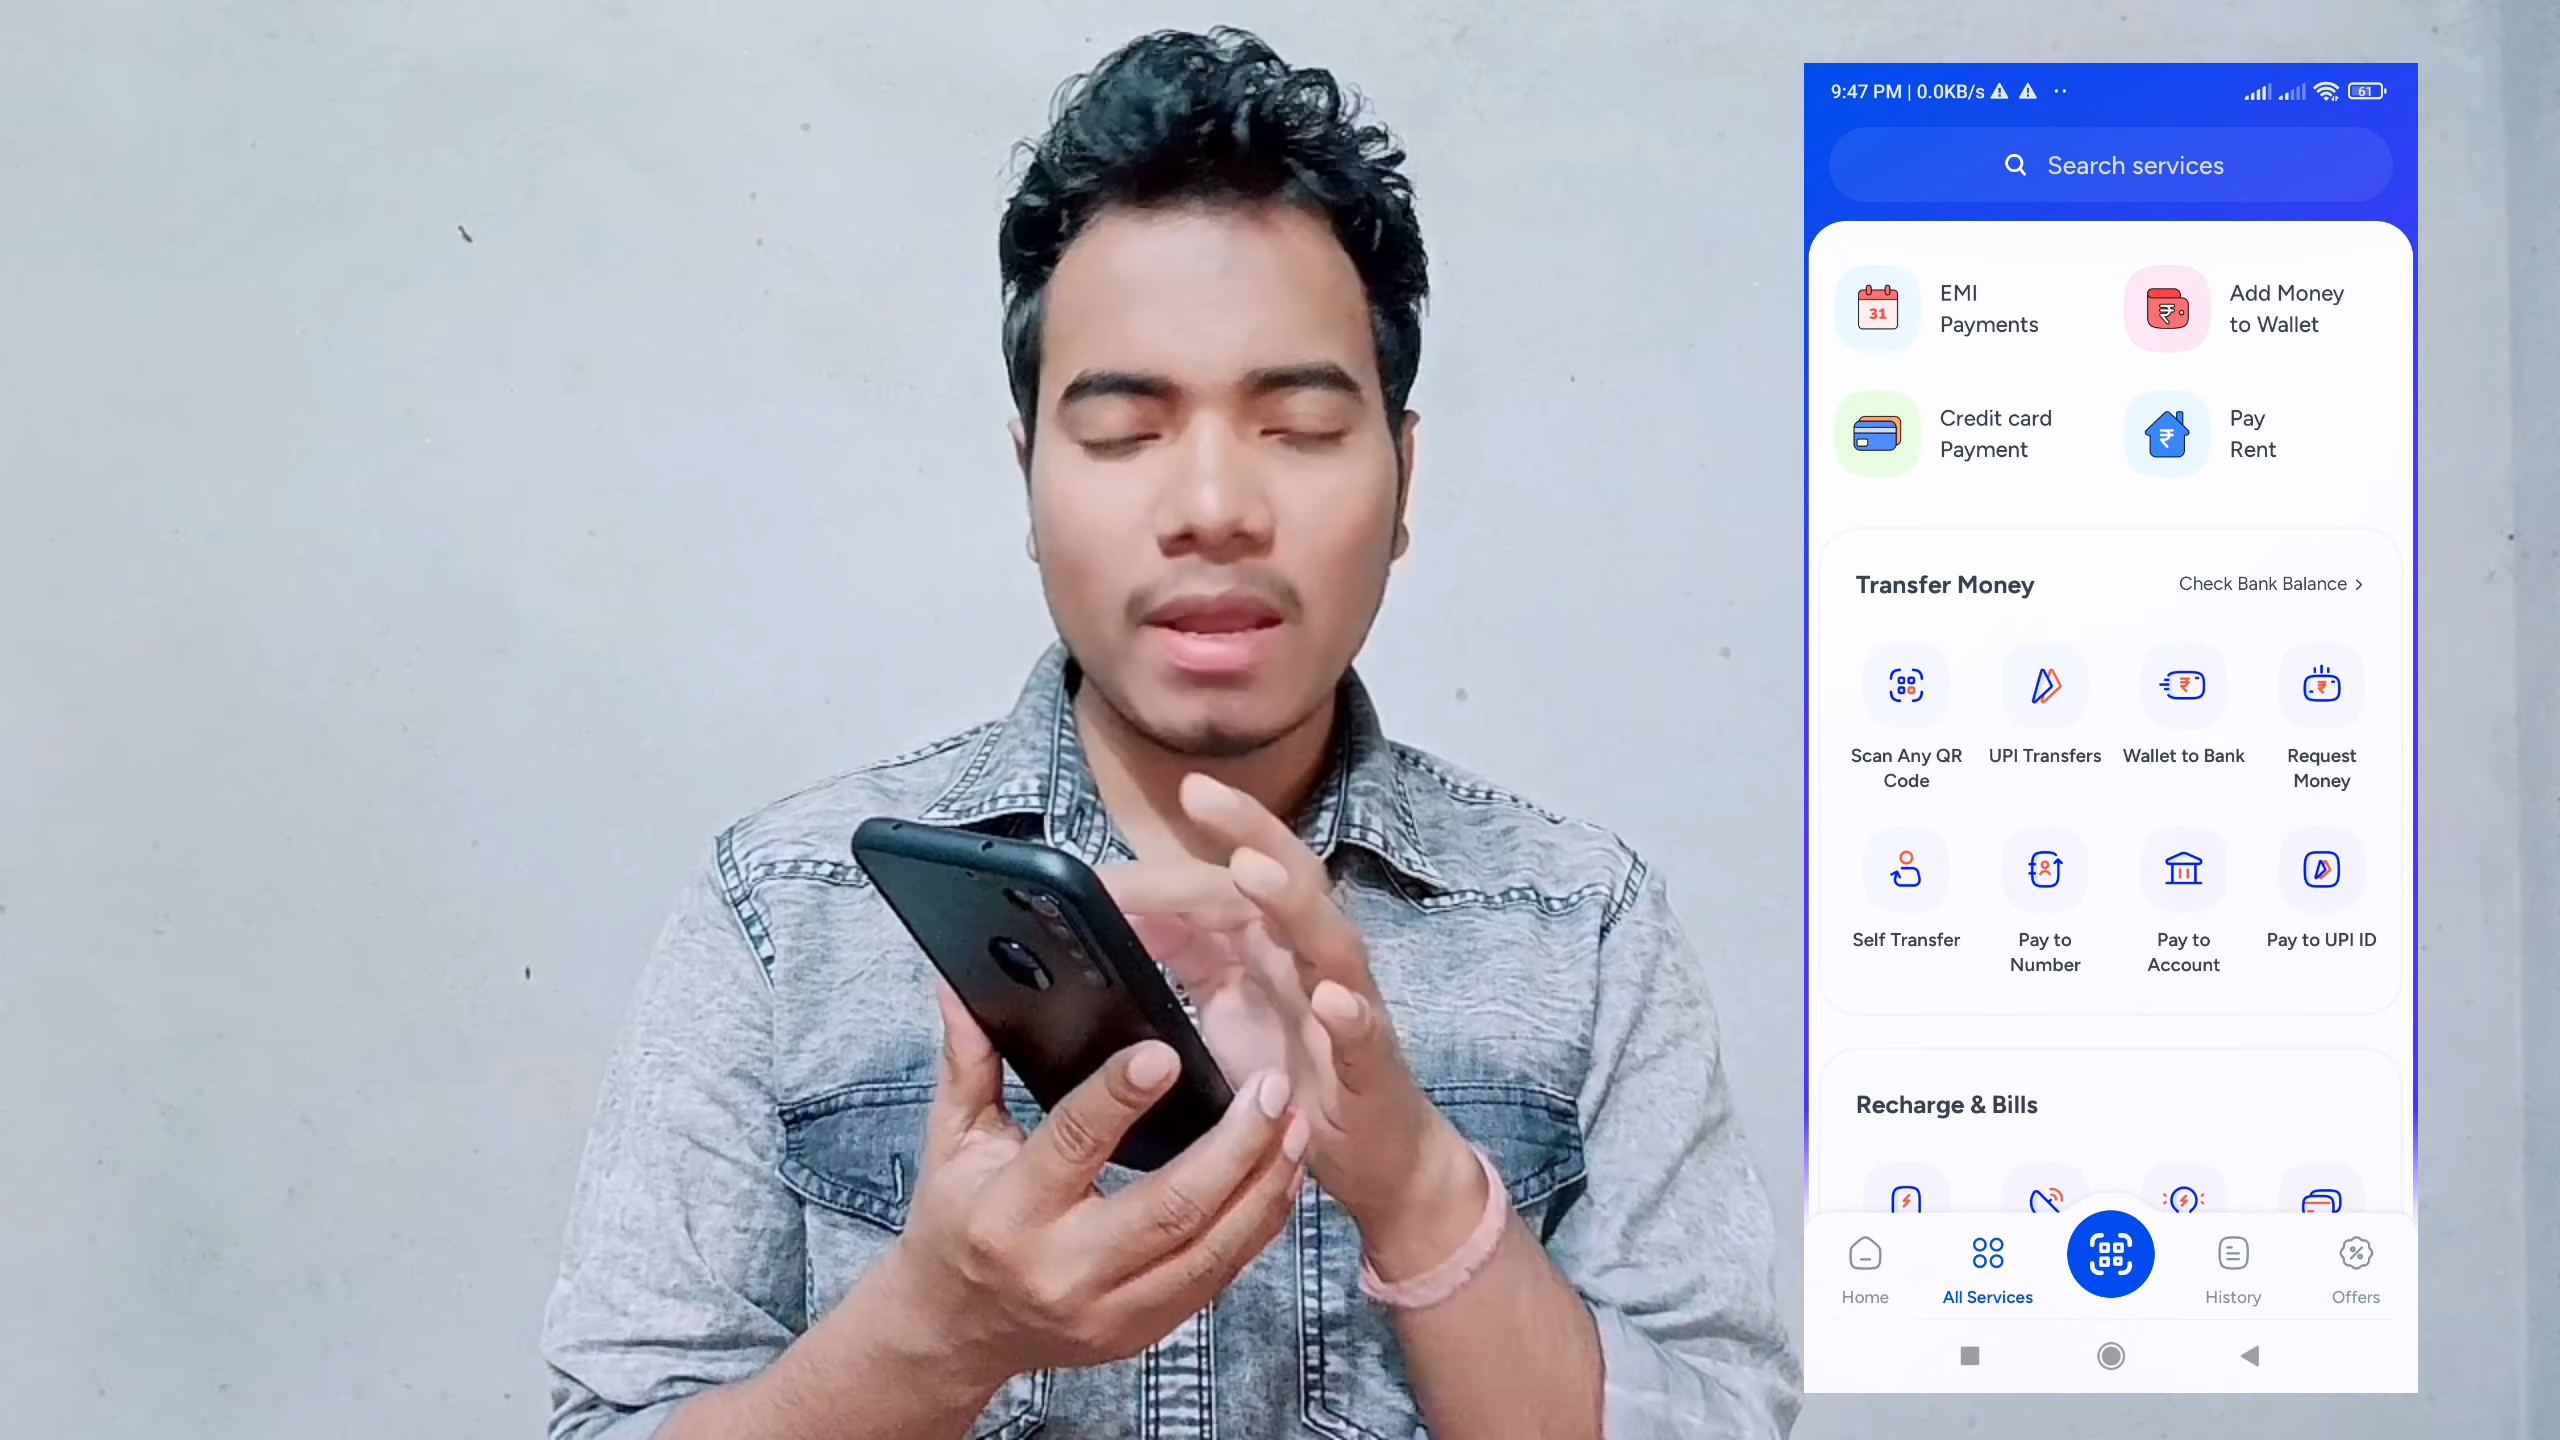 9:47 PM | 0.0KB/s
61
Search services
EMI
Payments
Add Money
to Wallet
31
₹
Credit card
Payment
Pay
Rent
₹
Transfer Money
Check Bank Balance >
₹
₹
Scan Any QR
Code
UPI Transfers
Wallet to Bank
Request
Money
Self Transfer
Pay to
Number
Pay to
Account
Pay to UPI ID
Recharge & Bills
%
Home
All Services
History
Offers